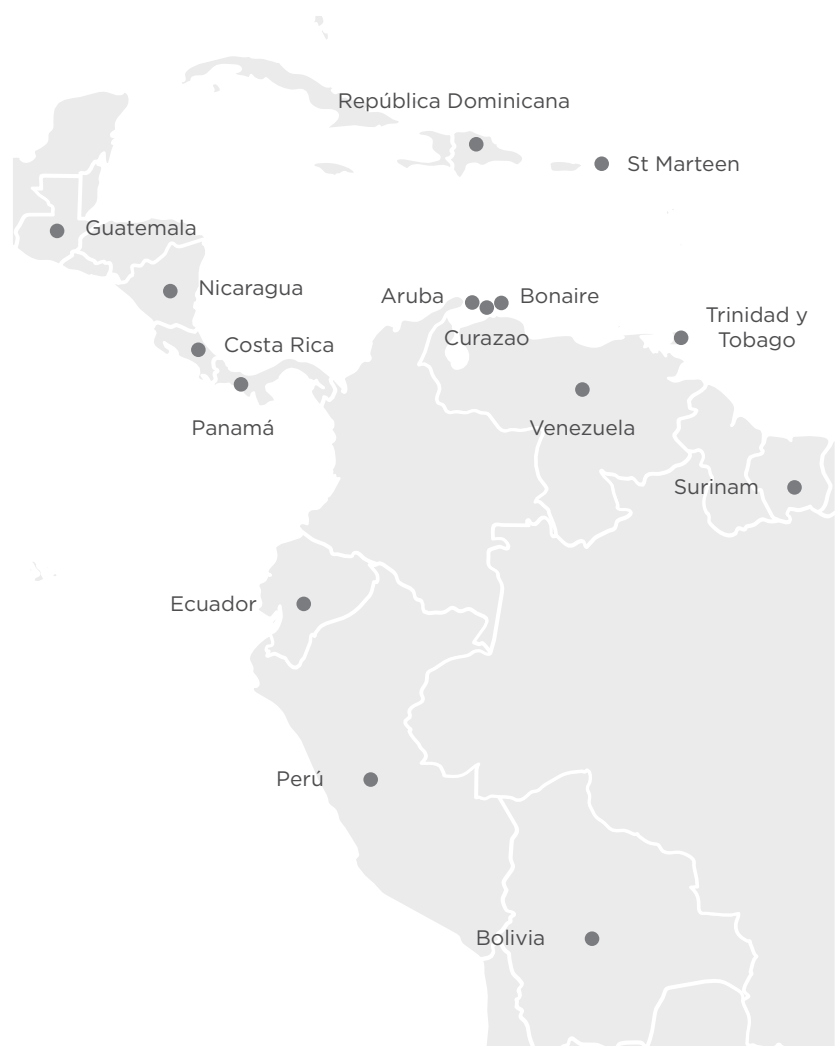 República Dominicana
St Marteen
Guatemala
Nicaragua
Aruba
Bonaire
Trinidad y
Tobago
Curazao
Costa Rica
Panamá
Venezuela
Surinam
Ecuador
Perú
Bolivia